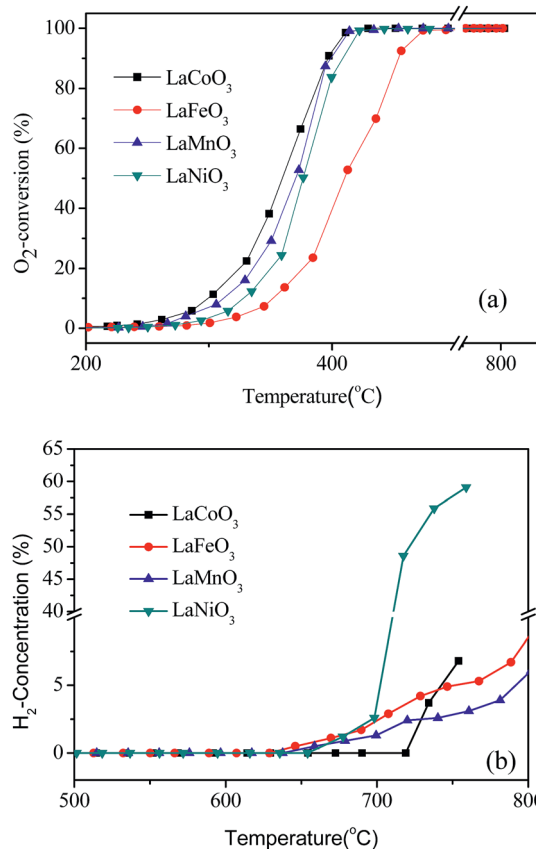 100
80
60
40
20
0
O₂-conversion (%)
LaCoO₃
LaFeO₃
LaMnO₃
LaNiO₃
(a)
200
400
800
Temperature(°C)
65
60
55
50
45
40
5
0
H₂-Concentration (%)
LaCoO₃
LaFeO₃
LaMnO₃
LaNiO₃
(b)
500
600
700
800
Temperature(°C)